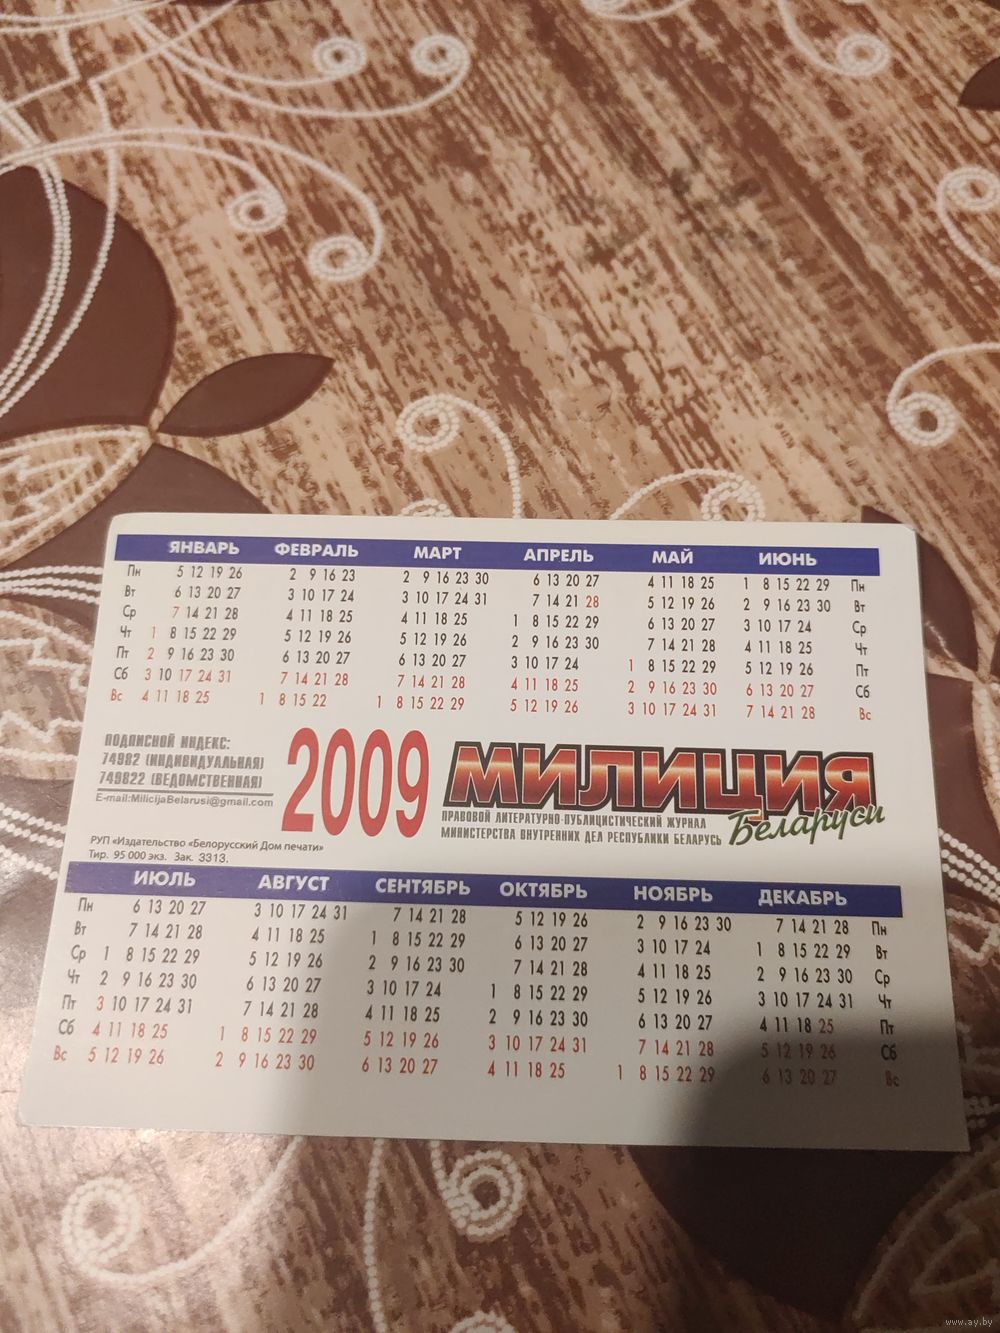 ЯНВАРЬ ФЕВРАЛЬ МАРТ АПРЕЛЬ МАЙ ИЮНЬ
Пн 5 12 19 26 2 9 16 23 2 9 16 23 30 6 13 20 27 4 11 18 25 1 8 15 22 29 Пн
Вт 6 13 20 27 3 10 17 24 3 10 17 24 31 7 14 21 28 5 12 19 26 2 9 16 23 30 Вт
Ср 7 14 21 28 4 11 18 25 4 11 18 25 1 8 15 22 29 6 13 20 27 3 10 17 24 Ср
Чт 1 8 15 22 29 5 12 19 26 5 12 19 26 2 9 16 23 30 7 14 21 28 4 11 18 25 Чт
Пт 2 9 16 23 30 6 13 20 27 6 13 20 27 3 10 17 24 1 8 15 22 29 5 12 19 26 Пт
Сб 3 10 17 24 31 7 14 21 28 7 14 21 28 4 11 18 25 2 9 16 23 30 6 13 20 27 Сб
Вс 4 11 18 25 1 8 15 22 1 8 15 22 29 5 12 19 26 3 10 17 24 31 7 14 21 28 Вс
ПОДПИСНОЙ ИНДЕКС:
74982 (ИНДИВИДУАЛЬНАЯ)
749822 (ВЕДОМСТВЕННАЯ)
E-mail:MilicijaBelarusi@gmail.com
2009
МИЛИЦИЯ
Беларуси
ПРАВОВОЙ ЛИТЕРАТУРНО-ПУБЛИЦИСТИЧЕСКИЙ ЖУРНАЛ
МИНИСТЕРСТВА ВНУТРЕННИХ ДЕЛ РЕСПУБЛИКИ БЕЛАРУСЬ
РУП «Издательство «Белорусский Дом печати»
Тир. 95 000 экз. Зак. 3313.
ИЮЛЬ АВГУСТ СЕНТЯБРЬ ОКТЯБРЬ НОЯБРЬ ДЕКАБРЬ
Пн 6 13 20 27 3 10 17 24 31 7 14 21 28 5 12 19 26 2 9 16 23 30 7 14 21 28 Пн
Вт 7 14 21 28 4 11 18 25 1 8 15 22 29 6 13 20 27 3 10 17 24 1 8 15 22 29 Вт
Ср 1 8 15 22 29 5 12 19 26 2 9 16 23 30 7 14 21 28 4 11 18 25 2 9 16 23 30 Ср
Чт 2 9 16 23 30 6 13 20 27 3 10 17 24 1 8 15 22 29 5 12 19 26 3 10 17 24 31 Чт
Пт 3 10 17 24 31 7 14 21 28 4 11 18 25 2 9 16 23 30 6 13 20 27 4 11 18 25 Пт
Сб 4 11 18 25 1 8 15 22 29 5 12 19 26 3 10 17 24 31 7 14 21 28 5 12 19 26 Сб
Вс 5 12 19 26 2 9 16 23 30 6 13 20 27 4 11 18 25 1 8 15 22 29 6 13 20 27 Вс
www.ay.by